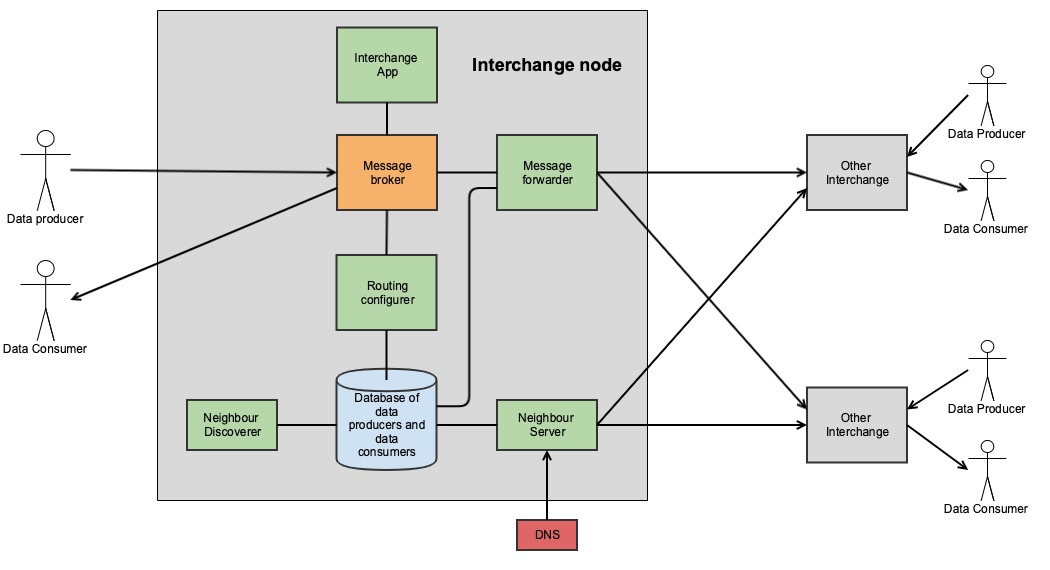 Interchange
App
Interchange node
Data Producer
Data producer
Message
broker
Message
forwarder
Other
Interchange
Data Consumer
Data Consumer
Routing
configurer
Database of
data
producers and
data
consumers
Neighbour
Discoverer
Neighbour
Server
Other
Interchange
Data Producer
Data Consumer
DNS